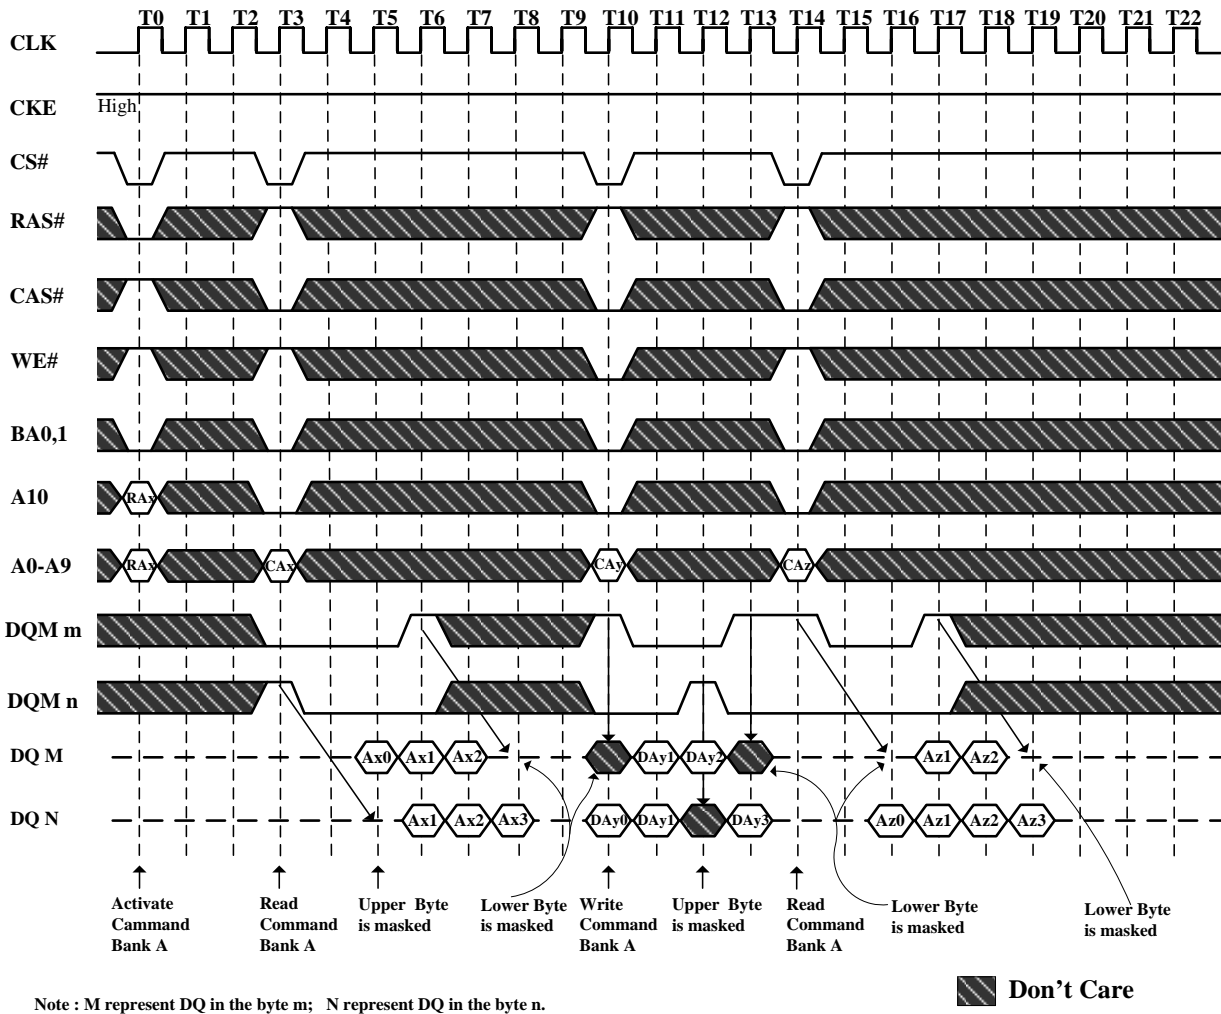 T0 T1 T2 T3 T4 T5 T6 T7 T8 T9 T10 T11 T12 T13 T14 T15 T16 T17 T18 T19 T20 T21 T22
CLK
CKE High
CS#
RAS#
CAS#
WE#
BA0,1
A10 RAx
A0-A9 RAx CAx CAy CAz
DQM m
DQM n
DQ M Ax0 Ax1 Ax2 DAy1 DAy2 Az1 Az2
DQ N Ax1 Ax2 Ax3 DAy0 DAy1 DAy3 Az0 Az1 Az2 Az3
Activate
Cammand
Bank A
Read
Command
Bank A
Upper Byte
is masked
Lower Byte
is masked
Write
Command
Bank A
Upper Byte
is masked
Read
Command
Bank A
Lower Byte
is masked
Lower Byte
is masked
Don't Care
Note : M represent DQ in the byte m; N represent DQ in the byte n.